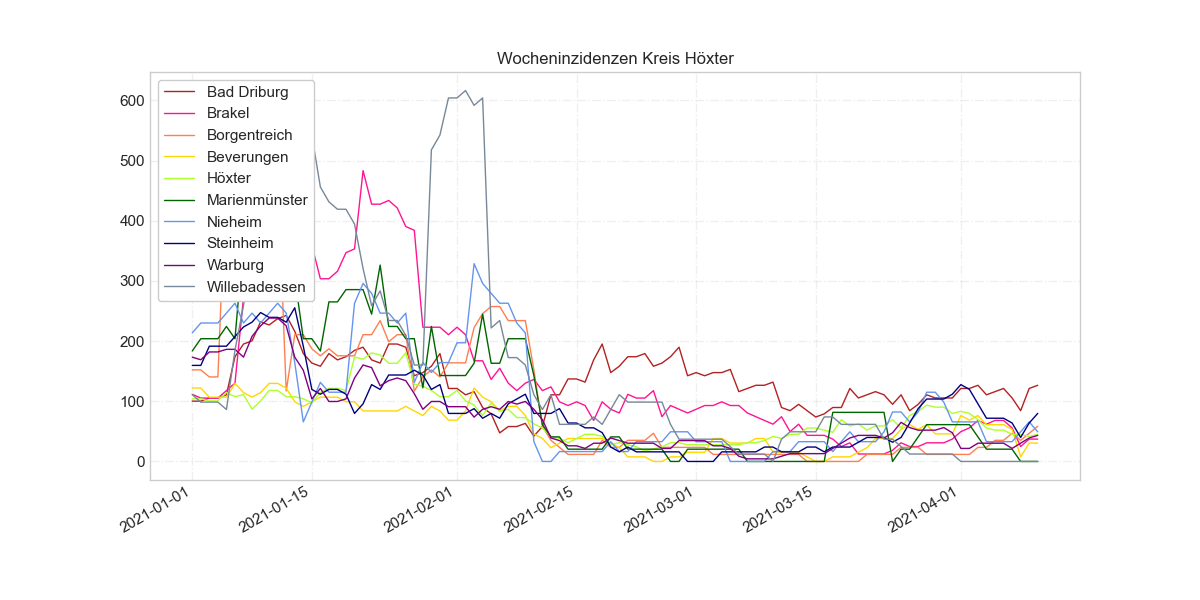 Wocheninzidenzen Kreis Höxter
600
500
400
300
200
100
0
Bad Driburg
Brakel
Borgentreich
Beverungen
Höxter
Marienmünster
Nieheim
Steinheim
Warburg
Willebadessen
2021-01-01
2021-01-15
2021-02-01
2021-02-15
2021-03-01
2021-03-15
2021-04-01